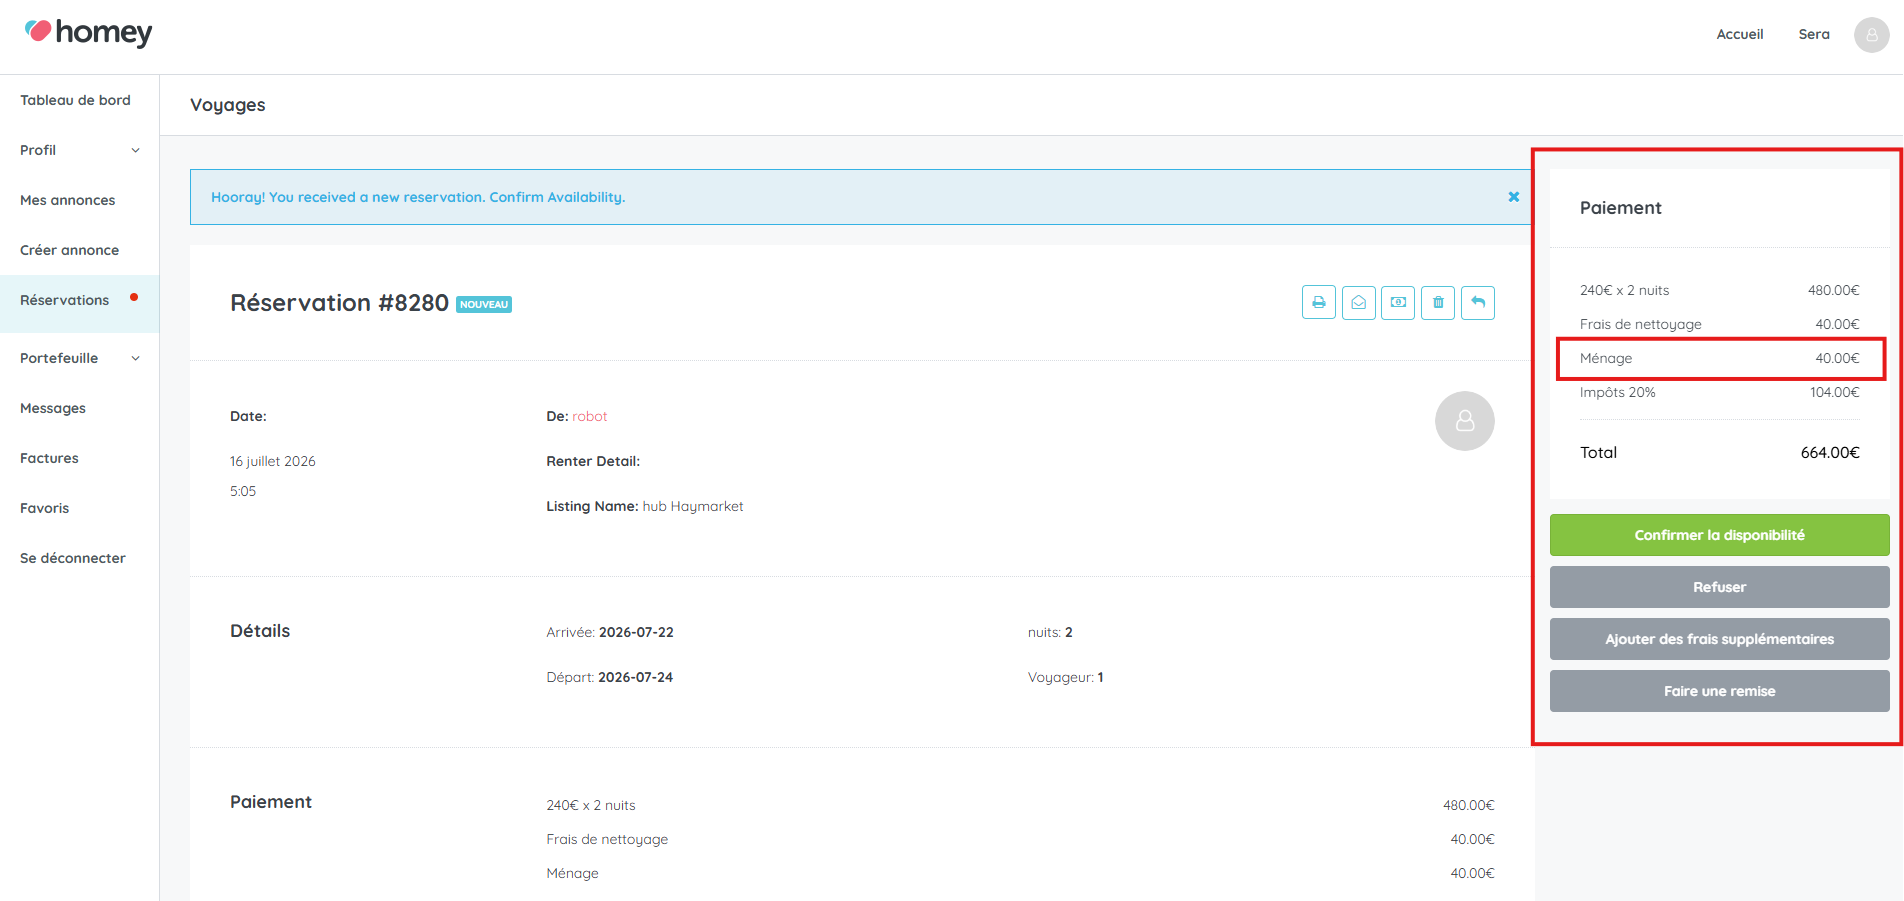 homey
Accueil
Sera
Tableau de bord
Profil
Mes annonces
Créer annonce
Réservations
Portefeuille
Messages
Factures
Favoris
Se déconnecter
Voyages
Hooray! You received a new reservation. Confirm Availability.
Réservation #8280 NOUVEAU
Date:
16 juillet 2026
5:05
De: robot
Renter Detail:
Listing Name: hub Haymarket
Détails
Arrivée: 2026-07-22
nuits: 2
Départ: 2026-07-24
Voyageur: 1
Paiement
240€ x 2 nuits 480.00€
Frais de nettoyage 40.00€
Ménage 40.00€
Paiement
240€ x 2 nuits 480.00€
Frais de nettoyage 40.00€
Ménage 40.00€
Impôts 20% 104.00€
Total 664.00€
Confirmer la disponibilité
Refuser
Ajouter des frais supplémentaires
Faire une remise